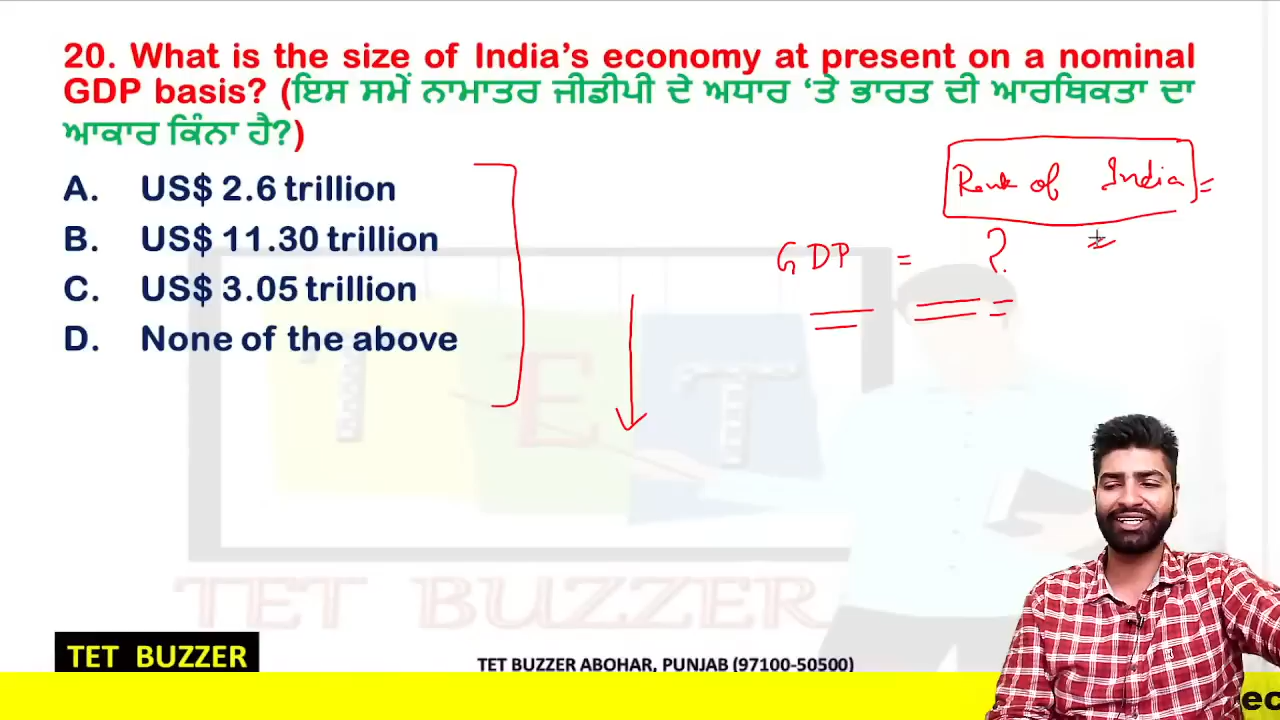 20. What is the size of India's economy at present on a nominal
GDP basis? (ਇਸ ਸਮੇਂ ਨਾਮਾਤਰ ਜੀਡੀਪੀ ਦੇ ਅਧਾਰ ‘ਤੇ ਭਾਰਤ ਦੀ ਆਰਥਿਕਤਾ ਦਾ
ਆਕਾਰ ਕਿੰਨਾ ਹੈ?)
A. US$ 2.6 trillion
B. US$ 11.30 trillion
C. US$ 3.05 trillion
D. None of the above
Rank of India =
GDP = ?
TET
TET BUZZER
TET BUZZER
TET BUZZER ABOHAR, PUNJAB (97100-50500)
ec